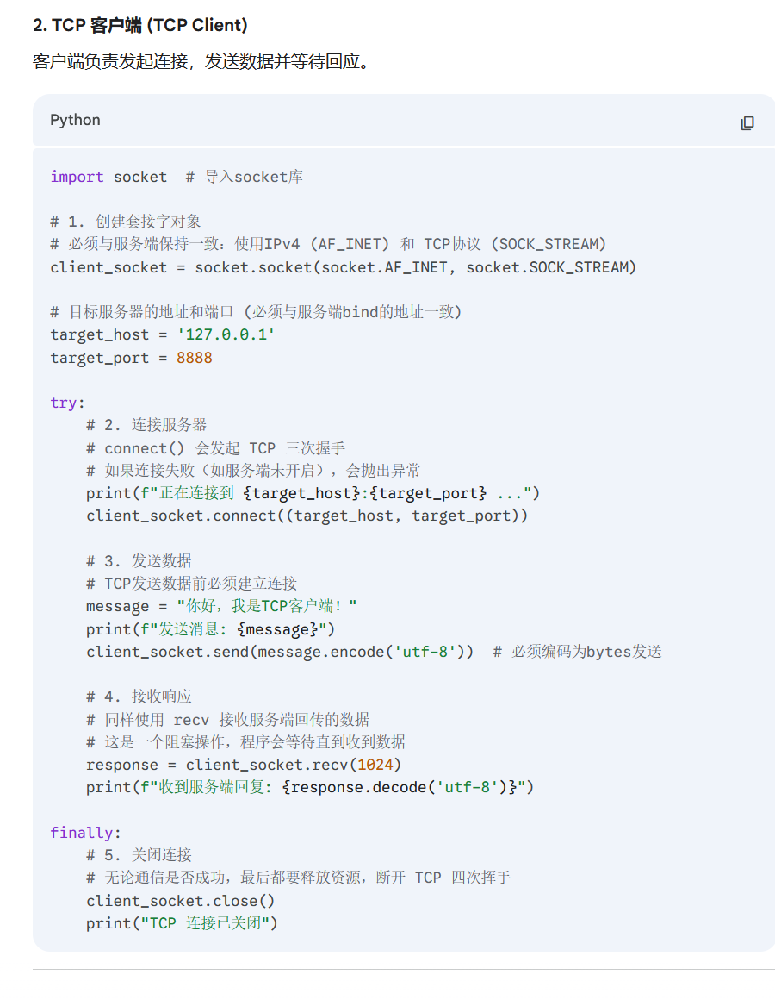 2. TCP 客户端 (TCP Client)
客户端负责发起连接，发送数据并等待回应。
Python
import socket  # 导入socket库
# 1. 创建套接字对象
# 必须与服务端保持一致：使用IPv4 (AF_INET) 和 TCP协议 (SOCK_STREAM)
client_socket = socket.socket(socket.AF_INET, socket.SOCK_STREAM)
# 目标服务器的地址和端口 (必须与服务端bind的地址一致)
target_host = '127.0.0.1'
target_port = 8888
try:
    # 2. 连接服务器
    # connect() 会发起 TCP 三次握手
    # 如果连接失败（如服务端未开启），会抛出异常
    print(f"正在连接到 {target_host}:{target_port} ...")
    client_socket.connect((target_host, target_port))
    # 3. 发送数据
    # TCP发送数据前必须建立连接
    message = "你好，我是TCP客户端！"
    print(f"发送消息: {message}")
    client_socket.send(message.encode('utf-8'))  # 必须编码为bytes发送
    # 4. 接收响应
    # 同样使用 recv 接收服务端回传的数据
    # 这是一个阻塞操作，程序会等待直到收到数据
    response = client_socket.recv(1024)
    print(f"收到服务端回复: {response.decode('utf-8')}")
finally:
    # 5. 关闭连接
    # 无论通信是否成功，最后都要释放资源，断开 TCP 四次挥手
    client_socket.close()
    print("TCP 连接已关闭")